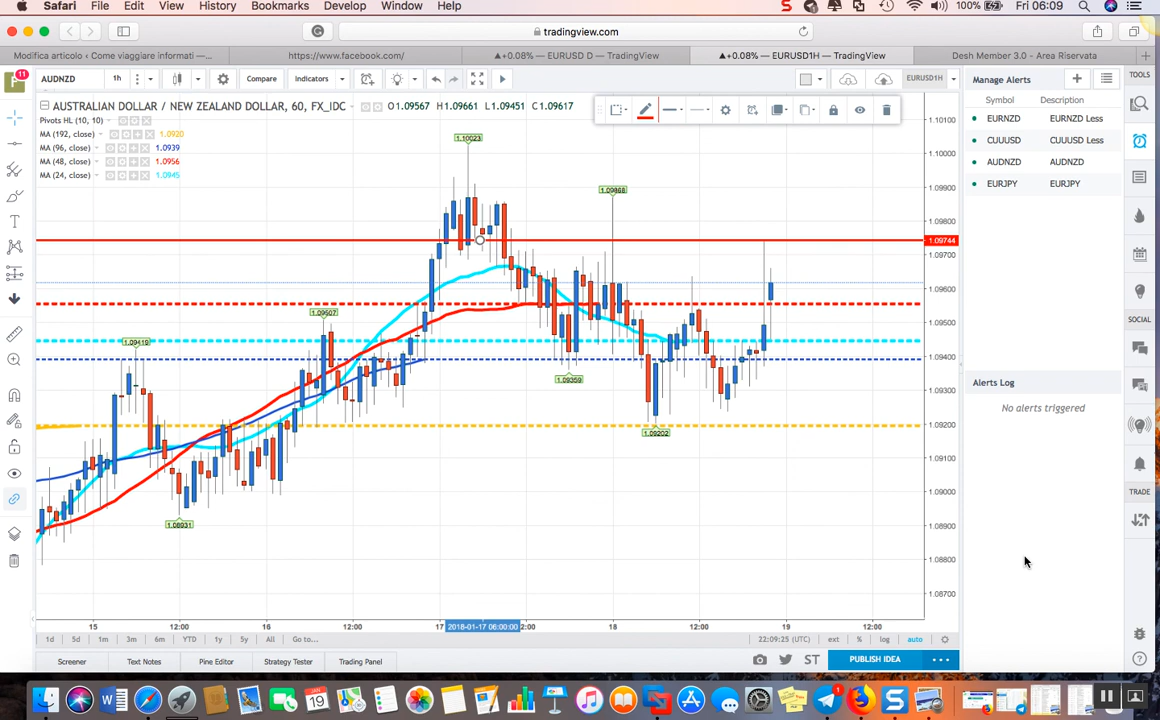 Safari File Edit View History Bookmarks Develop Window Help 100% Fri 06:09
tradingview.com
Modifica articolo ‹ Come viaggiare informati —... https://www.facebook.com/ ▲+0.08% — EURUSD D — TradingView ▲+0.08% — EURUSD1H — TradingView Desh Member 3.0 - Area Riservata
11 AUDNZD 1h Compare Indicators EURUSD1H Manage Alerts TOOLS
AUSTRALIAN DOLLAR / NEW ZEALAND DOLLAR, 60, FX_IDC O1.09567 H1.09661 L1.09451 C1.09617
Symbol Description
Pivots HL (10, 10)
MA (192, close) 1.0920
MA (96, close) 1.0939
MA (48, close) 1.0956
MA (24, close) 1.0945
EURNZD EURNZD Less
CUUUSD CUUUSD Less
AUDNZD AUDNZD
EURJPY EURJPY
1.10100
1.10000
1.09900
1.09800
1.09744
1.09700
1.09600
1.09500
1.09400
1.09300
1.09200
1.09100
1.09000
1.08900
1.08800
1.08700
1.10023
1.09868
1.09507
1.09419
1.09359
1.09202
1.08931
SOCIAL
Alerts Log
No alerts triggered
TRADE
15 12:00 16 12:00 17 2018-01-17 06:00:00 2:00 18 12:00 19 12:00
1d 5d 1m 3m 6m YTD 1y 5y All Go to... 22:09:25 (UTC) ext % log auto
Screener Text Notes Pine Editor Strategy Tester Trading Panel ST PUBLISH IDEA
19
1